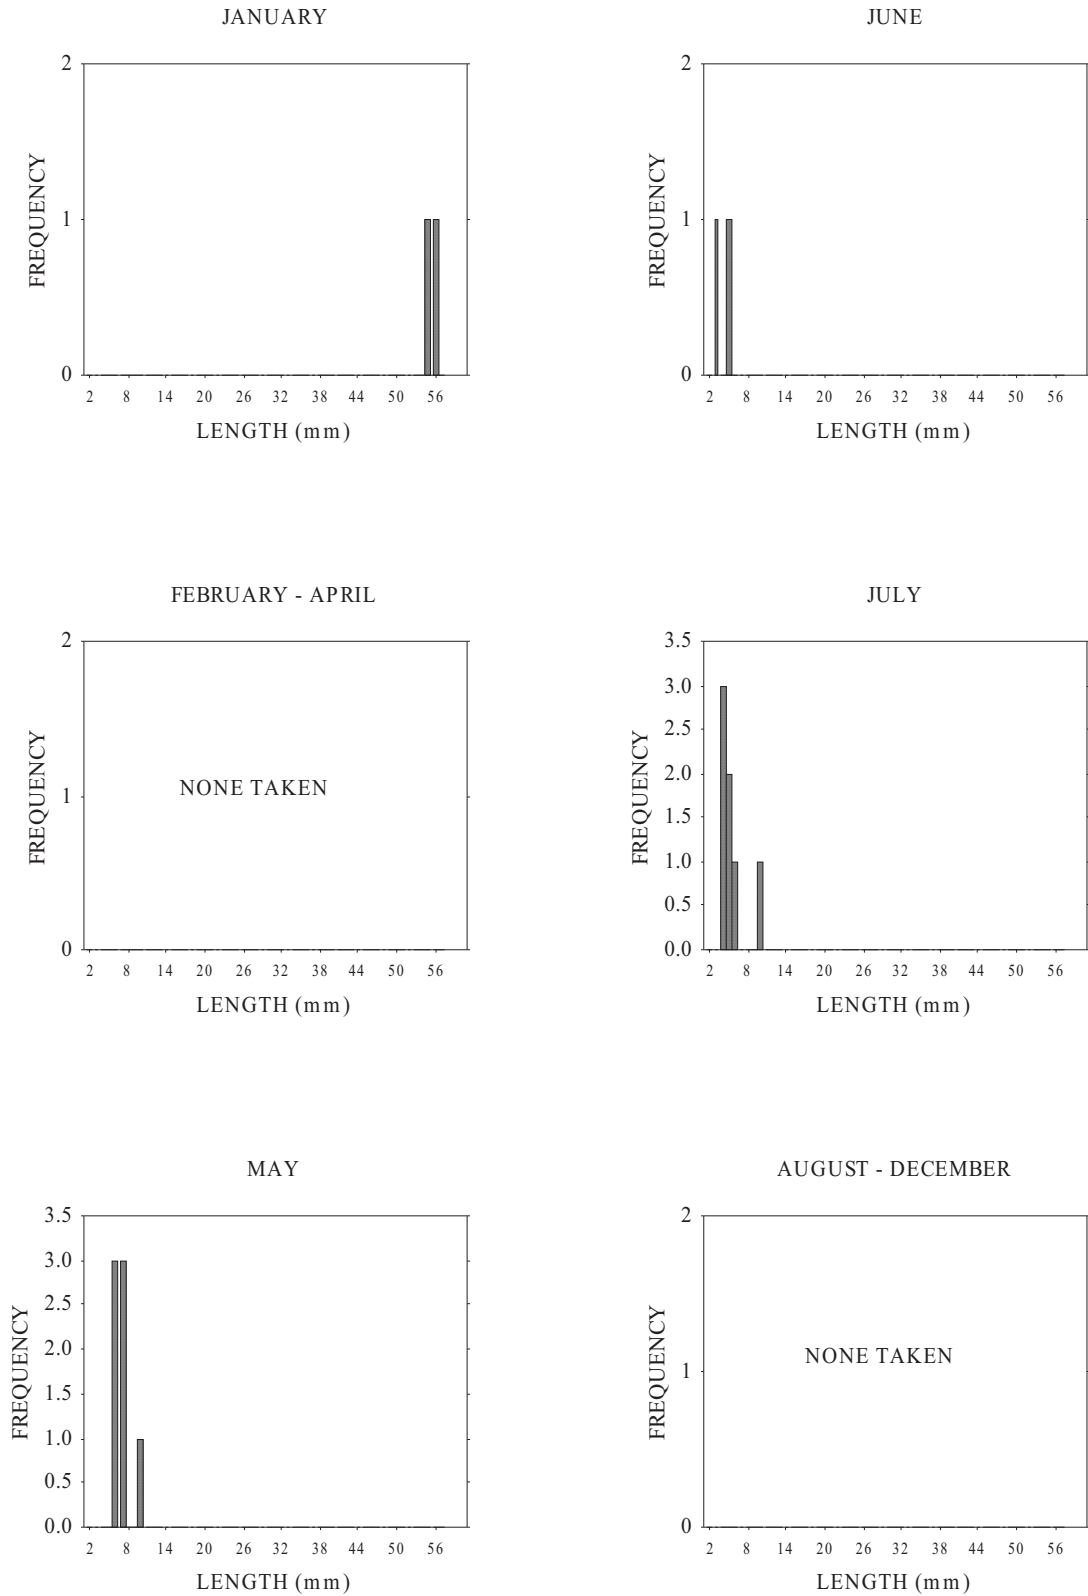 JANUARY
2
1
0
FREQUENCY
2 8 14 20 26 32 38 44 50 56
LENGTH (mm)
JUNE
2
1
0
FREQUENCY
2 8 14 20 26 32 38 44 50 56
LENGTH (mm)
FEBRUARY - APRIL
2
1
0
FREQUENCY
NONE TAKEN
2 8 14 20 26 32 38 44 50 56
LENGTH (mm)
JULY
3.5
3.0
2.5
2.0
1.5
1.0
0.5
0.0
FREQUENCY
2 8 14 20 26 32 38 44 50 56
LENGTH (mm)
MAY
3.5
3.0
2.5
2.0
1.5
1.0
0.5
0.0
FREQUENCY
2 8 14 20 26 32 38 44 50 56
LENGTH (mm)
AUGUST - DECEMBER
2
1
0
FREQUENCY
NONE TAKEN
2 8 14 20 26 32 38 44 50 56
LENGTH (mm)